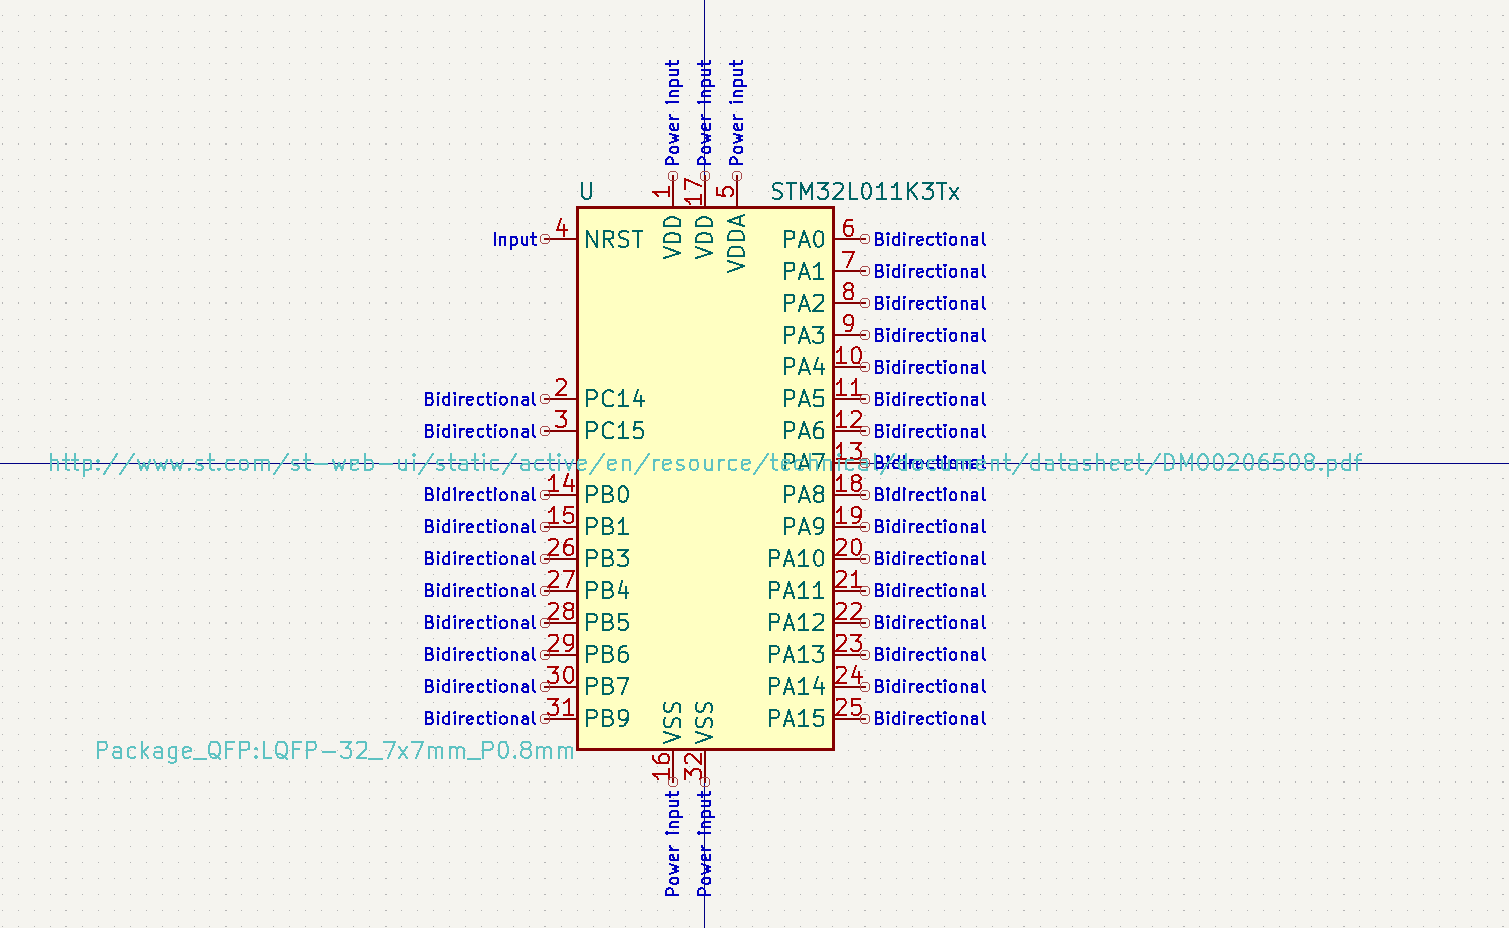 Power input Power input Power input
1 17 5
U STM32L011K3Tx
VDD VDD VDDA
Input 4 NRST PA0 6 Bidirectional
PA1 7 Bidirectional
PA2 8 Bidirectional
PA3 9 Bidirectional
PA4 10 Bidirectional
Bidirectional 2 PC14 PA5 11 Bidirectional
Bidirectional 3 PC15 PA6 12 Bidirectional
PA7 13 Bidirectional
http://www.st.com/st-web-ui/static/active/en/resource/technical/document/datasheet/DM00206508.pdf
Bidirectional 14 PB0 PA8 18 Bidirectional
Bidirectional 15 PB1 PA9 19 Bidirectional
Bidirectional 26 PB3 PA10 20 Bidirectional
Bidirectional 27 PB4 PA11 21 Bidirectional
Bidirectional 28 PB5 PA12 22 Bidirectional
Bidirectional 29 PB6 PA13 23 Bidirectional
Bidirectional 30 PB7 PA14 24 Bidirectional
Bidirectional 31 PB9 PA15 25 Bidirectional
VSS VSS
Package_QFP:LQFP-32_7x7mm_P0.8mm
16 32
Power input Power input